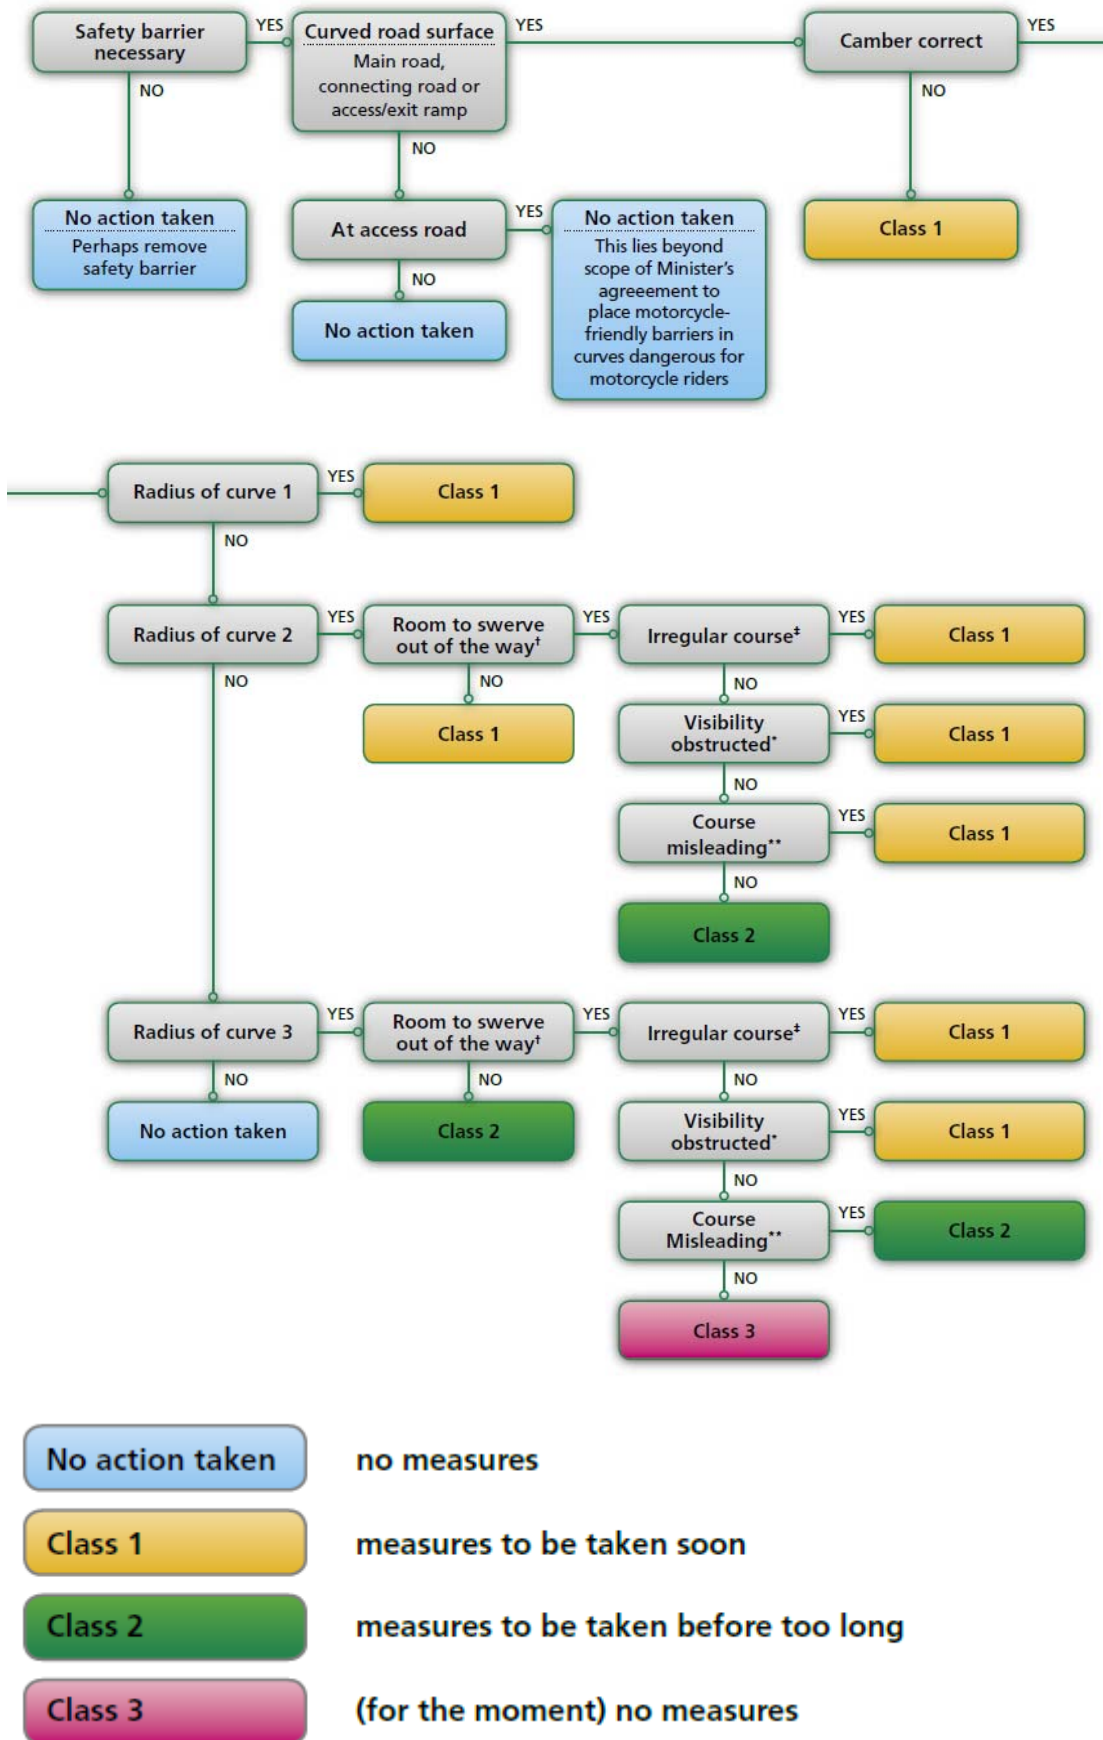 Safety barrier
necessary
YES
Curved road surface
Main road,
connecting road or
access/exit ramp
YES
Camber correct
YES
NO
NO
NO
No action taken
Perhaps remove
safety barrier
At access road
YES
No action taken
This lies beyond
scope of Minister's
agreeement to
place motorcycle-
friendly barriers in
curves dangerous for
motorcycle riders
Class 1
NO
No action taken
Radius of curve 1
YES
Class 1
NO
Radius of curve 2
YES
Room to swerve
out of the way†
YES
Irregular course‡
YES
Class 1
NO
NO
NO
Class 1
Visibility
obstructed*
YES
Class 1
NO
Course
misleading**
YES
Class 1
NO
Class 2
Radius of curve 3
YES
Room to swerve
out of the way†
YES
Irregular course‡
YES
Class 1
NO
NO
NO
No action taken
Class 2
Visibility
obstructed*
YES
Class 1
NO
Course
Misleading**
YES
Class 2
NO
Class 3
No action taken no measures
Class 1 measures to be taken soon
Class 2 measures to be taken before too long
Class 3 (for the moment) no measures